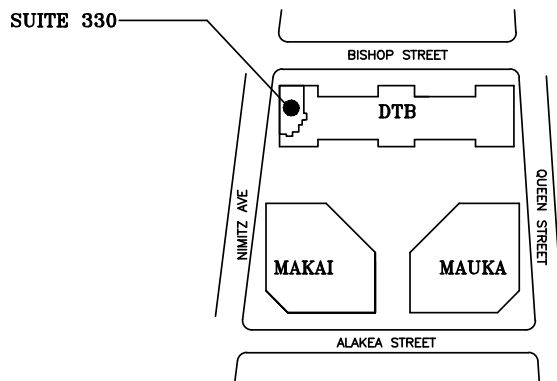 SUITE 330
BISHOP STREET
DTB
NIMITZ AVE
QUEEN STREET
MAKAI
MAUKA
ALAKEA STREET